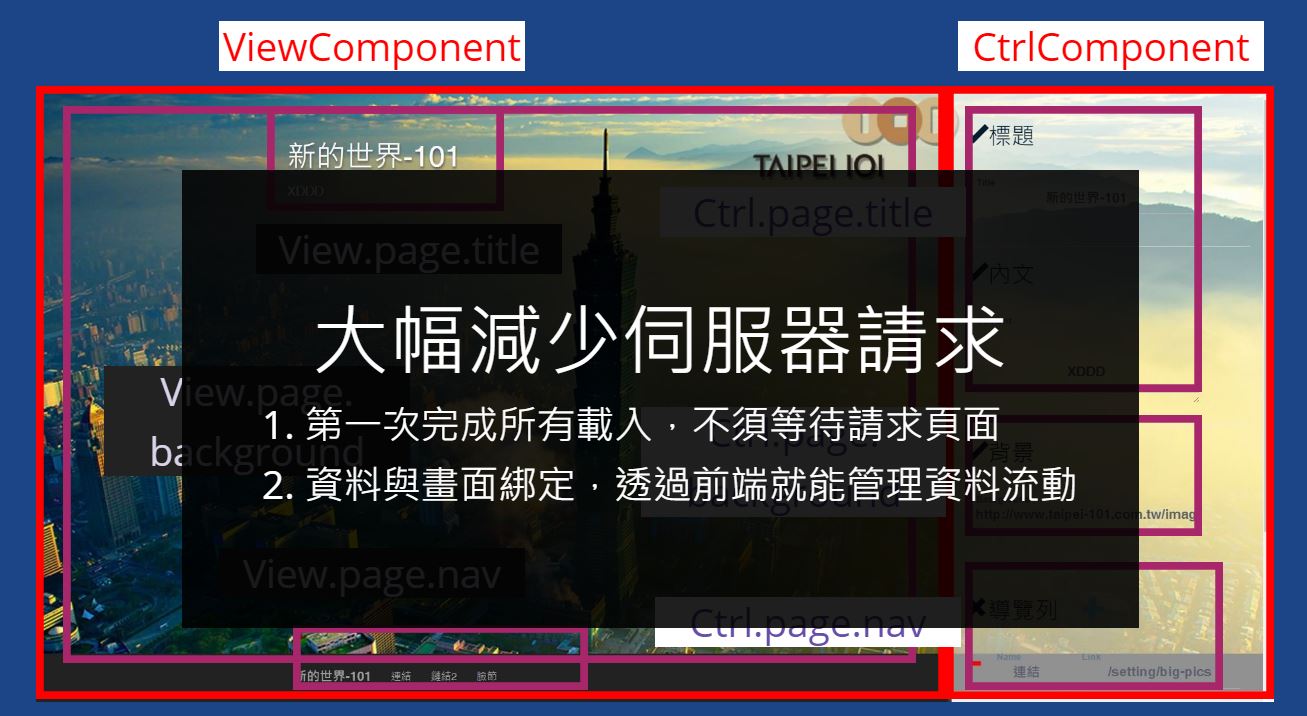 ViewComponent
CtrlComponent
新的世界-101
XDDD
TAIPEI 101
標題
Title
新的世界-101
Ctrl.page.title
View.page.title
內文
大幅減少伺服器請求
XDDD
View.page.
background
1. 第一次完成所有載入，不須等待請求頁面
Ctrl.page.
background
背景
2. 資料與畫面綁定，透過前端就能管理資料流動
http://www.taipei-101.com.tw/imag
View.page.nav
Ctrl.page.nav
導覽列
Name
Link
新的世界-101
連結
鏈結2
臉節
連結
/setting/big-pics